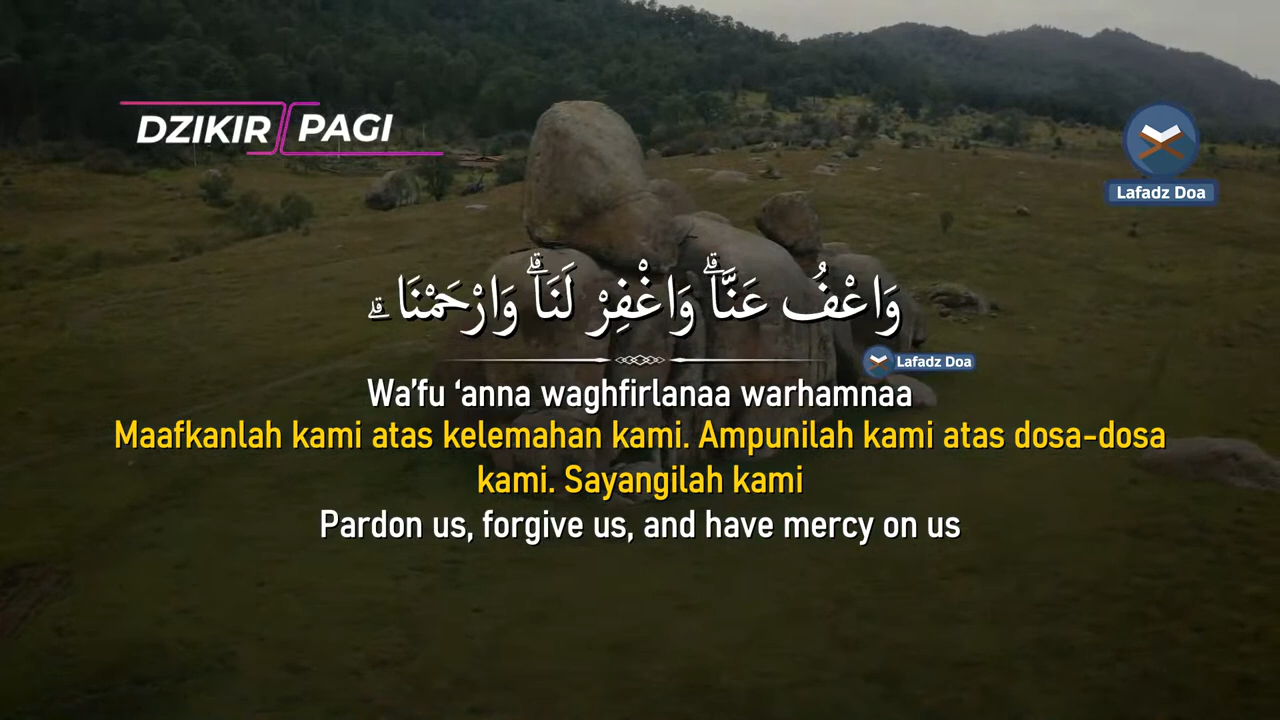 DZIKIR PAGI
Lafadz Doa
وَاعْفُ عَنَّاۗ وَاغْفِرْ لَنَاۗ وَارْحَمْنَا ۗ
Lafadz Doa
Wa’fu ‘anna waghfirlanaa warhamnaa
Maafkanlah kami atas kelemahan kami. Ampunilah kami atas dosa-dosa
kami. Sayangilah kami
Pardon us, forgive us, and have mercy on us